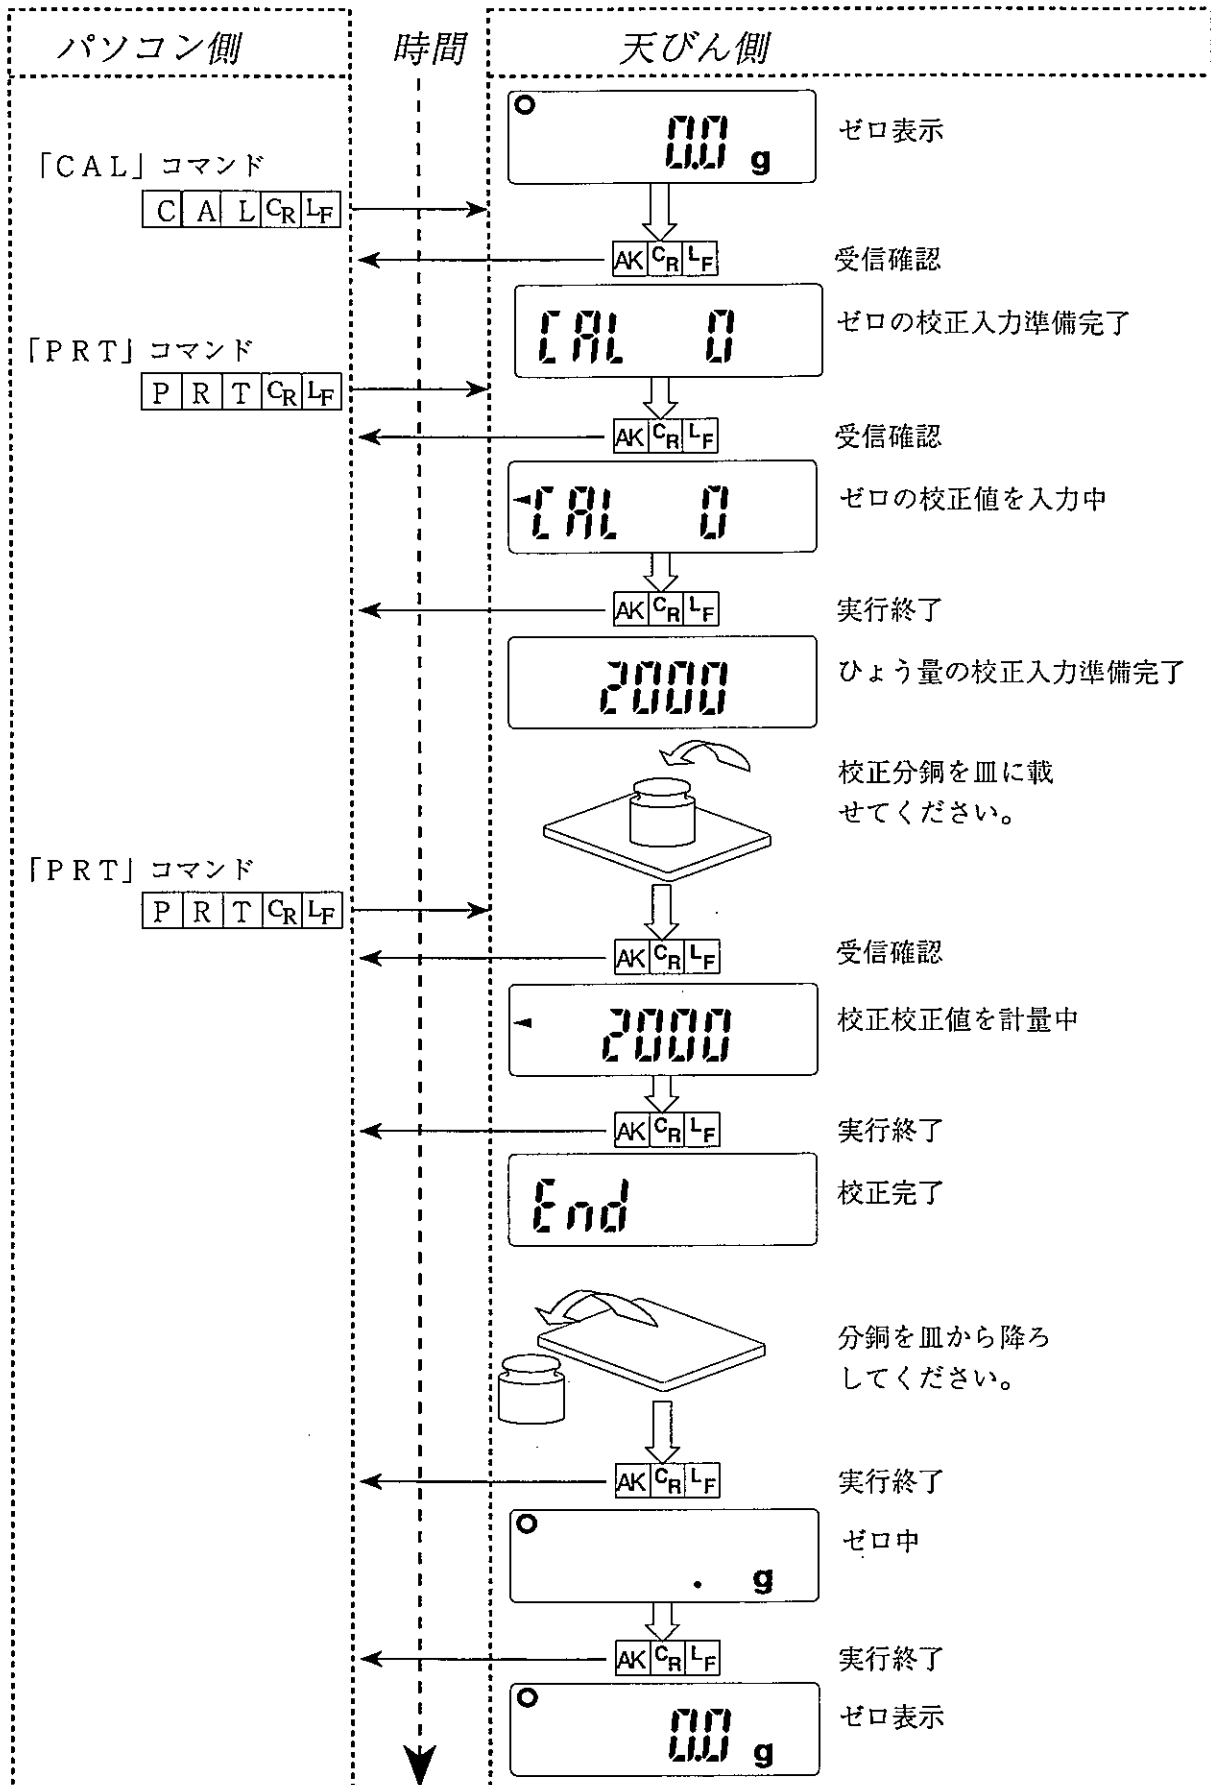 パソコン側 時間 天びん側
0.0 g ゼロ表示
「CAL」コマンド
C A L CR LF
AK CR LF 受信確認
CAL 0 ゼロの校正入力準備完了
「PRT」コマンド
P R T CR LF
AK CR LF 受信確認
CAL 0 ゼロの校正値を入力中
AK CR LF 実行終了
2000 ひょう量の校正入力準備完了
校正分銅を皿に載
せてください。
「PRT」コマンド
P R T CR LF
AK CR LF 受信確認
2000 校正校正値を計量中
AK CR LF 実行終了
End 校正完了
分銅を皿から降ろ
してください。
AK CR LF 実行終了
. g ゼロ中
AK CR LF 実行終了
0.0 g ゼロ表示